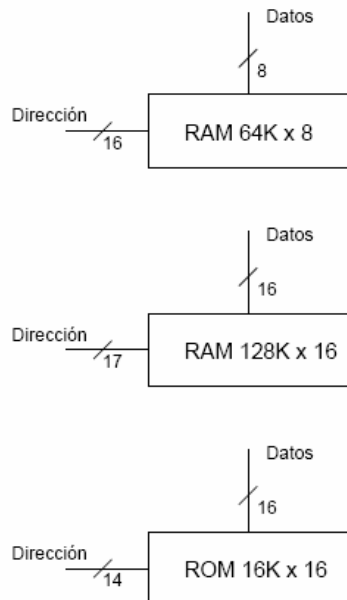 Datos
8
Dirección
16
RAM 64K x 8
Datos
16
Dirección
17
RAM 128K x 16
Datos
16
Dirección
14
ROM 16K x 16